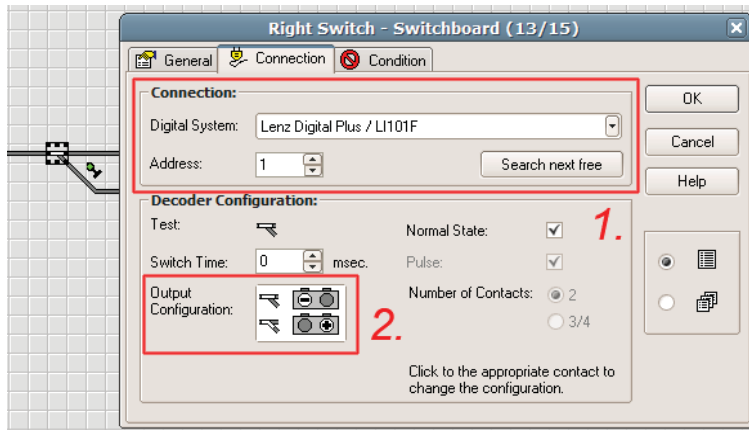 Right Switch - Switchboard (13/15)
General Connection Condition
Connection:
Digital System: Lenz Digital Plus / LI101F
Address: 1 Search next free
OK
Cancel
Help
Decoder Configuration:
Test: Normal State:
1.
Switch Time: 0 msec. Pulse:
Output Configuration: Number of Contacts: 2
3/4
2.
Click to the appropriate contact to
change the configuration.